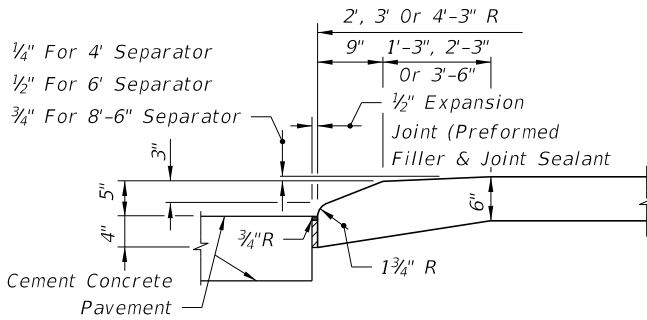 2', 3' Or 4'-3" R
9" 1'-3", 2'-3"
Or 3'-6"
¼" For 4' Separator
½" For 6' Separator
¾" For 8'-6" Separator
½" Expansion
Joint (Preformed
Filler & Joint Sealant
3"
5"
4"
6"
¾"R
1¾" R
Cement Concrete
Pavement